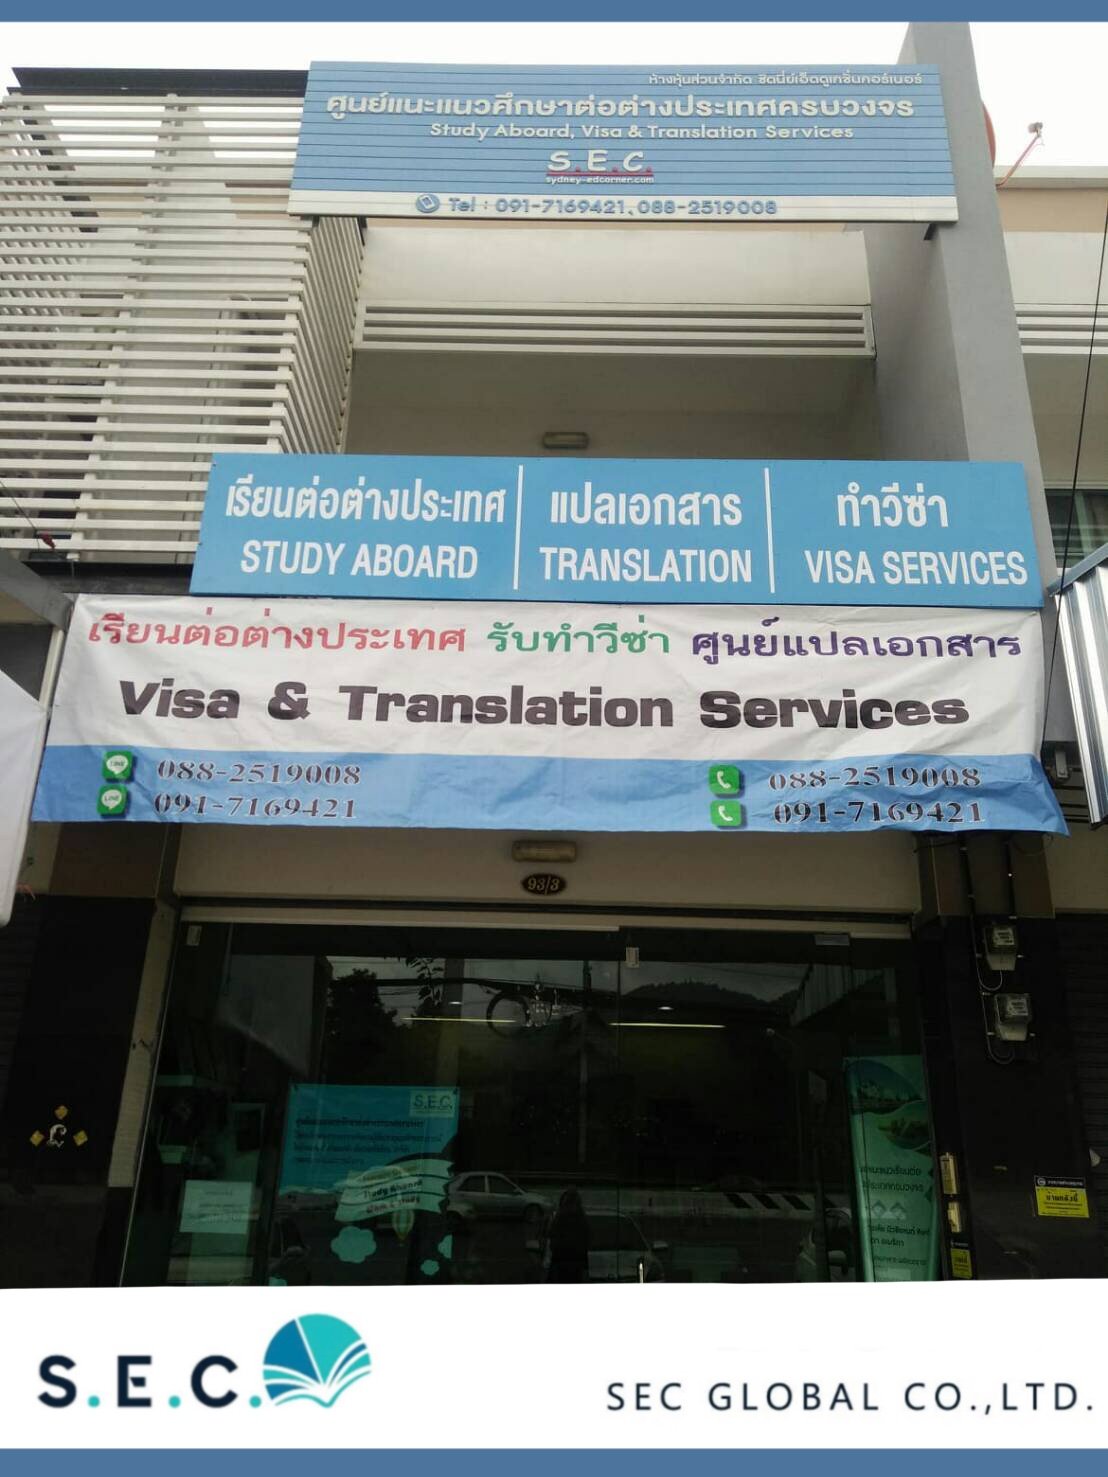 ห้างหุ้นส่วนจำกัด ซิดนี่ย์เอ็ดดูเคชั่นคอร์เนอร์
ศูนย์แนะแนวศึกษาต่อต่างประเทศครบวงจร
Study Aboard, Visa & Translation Services
S.E.C.
sydney-edcorner.com
Tel : 091-7169421, 088-2519008
เรียนต่อต่างประเทศ แปลเอกสาร ทำวีซ่า
STUDY ABOARD TRANSLATION VISA SERVICES
เรียนต่อต่างประเทศ รับทำวีซ่า ศูนย์แปลเอกสาร
Visa & Translation Services
LINE 088-2519008 088-2519008
LINE 091-7169421 091-7169421
93/3
S.E.C.
Study Aboard
S.E.C.
SEC GLOBAL CO.,LTD.